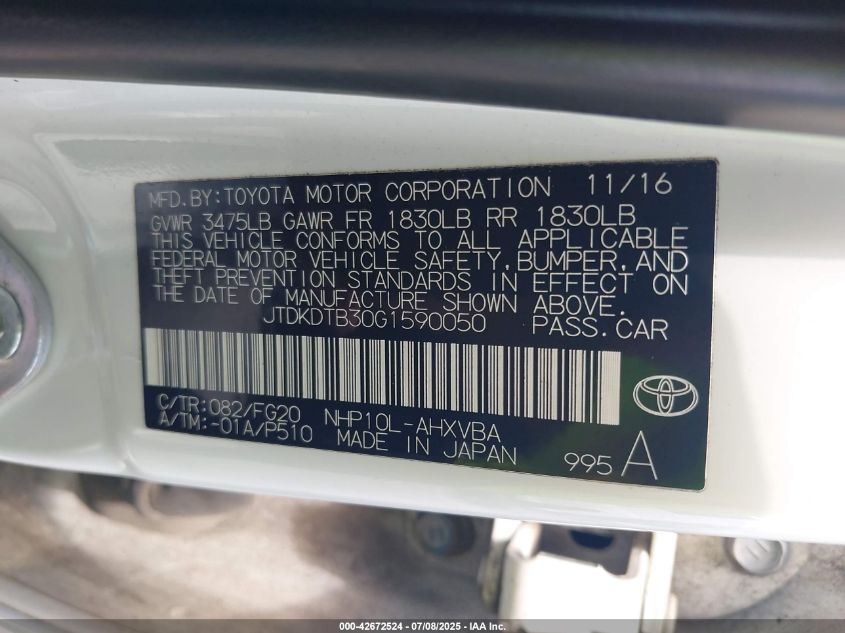 MFD.BY:TOYOTA MOTOR CORPORATION 11/16
GVWR 3475LB GAWR FR 1830LB RR 1830LB
THIS VEHICLE CONFORMS TO ALL APPLICABLE
FEDERAL MOTOR VEHICLE SAFETY,BUMPER,AND
THEFT PREVENTION STANDARDS IN EFFECT ON
THE DATE OF MANUFACTURE SHOWN ABOVE.
JTDKDTB30G1590050 PASS.CAR
C/TR:082/FG20 NHP10L-AHXVBA
A/TM:-01A/P510 MADE IN JAPAN 995 A
000-42672524 - 07/08/2025 - IAA Inc.